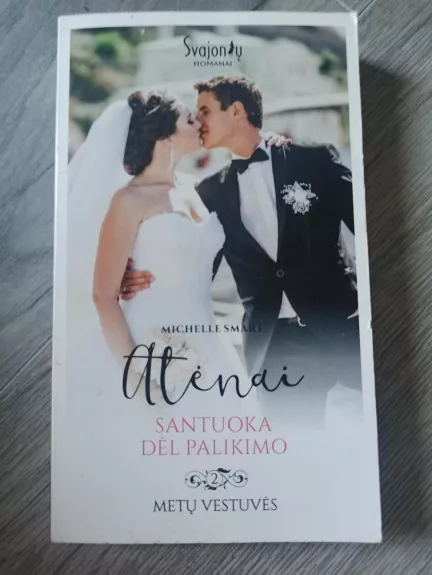 Svajonių
ROMANAI
MICHELLE SMART
Atėnai
SANTUOKA
DĖL PALIKIMO
2
METŲ VESTUVĖS